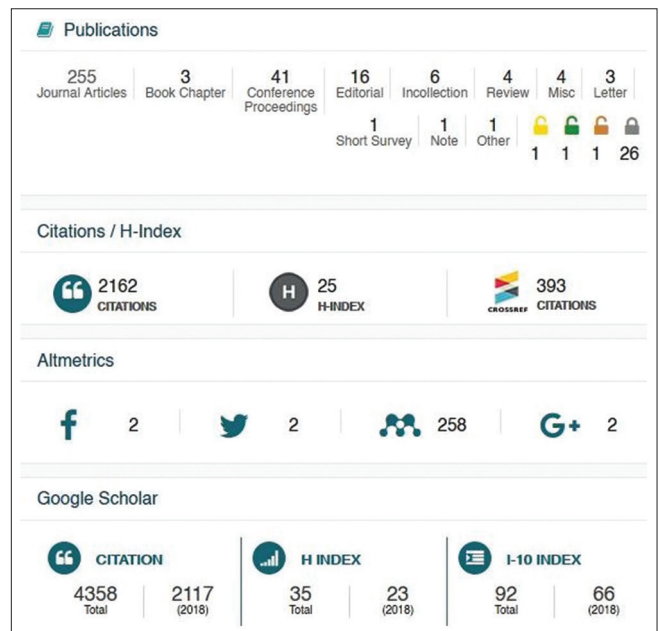 Publications
255 3 41 16 6 4 4 3
Journal Articles Book Chapter Conference Editorial Incollection Review Misc Letter
Proceedings
1 1 1
Short Survey Note Other
1 1 1 26
Citations / H-Index
2162 H 25 393
CITATIONS H-INDEX CROSSREF CITATIONS
Altmetrics
f 2 2 258 G+ 2
Google Scholar
CITATION H INDEX I-10 INDEX
4358 2117 35 23 92 66
Total (2018) Total (2018) Total (2018)